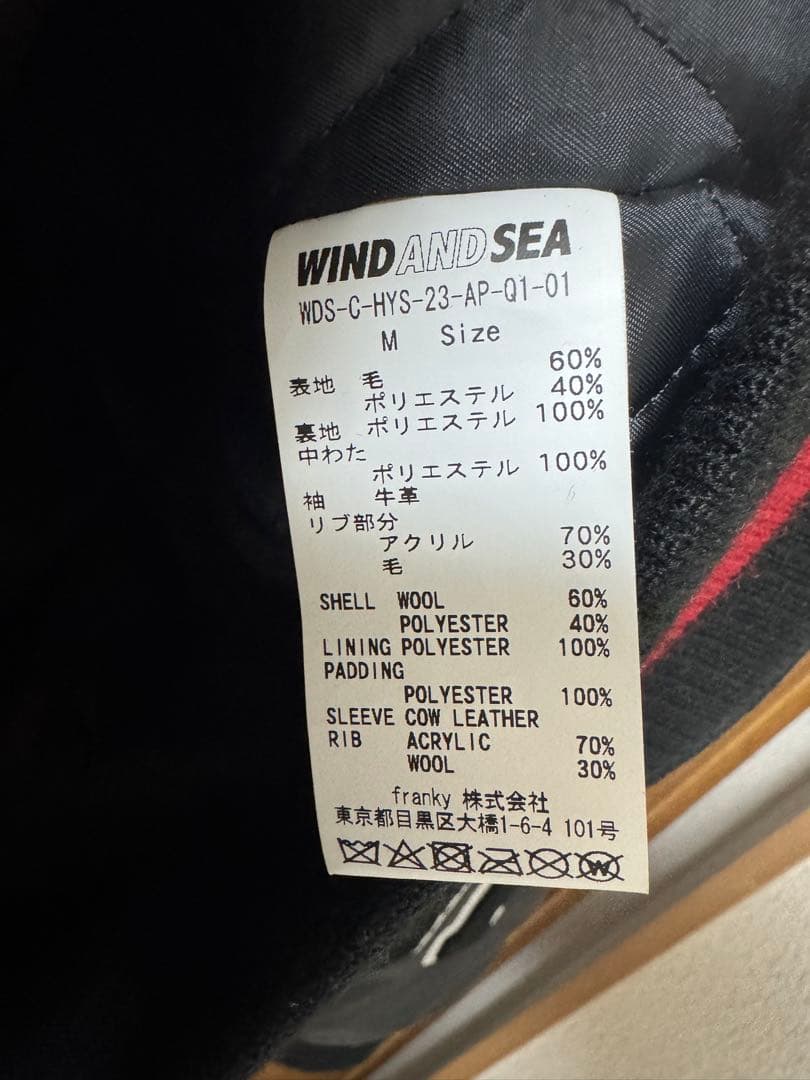 WIND AND SEA
WDS-C-HYS-23-AP-Q1-01
M Size
表地 毛 60%
ポリエステル 40%
裏地 ポリエステル 100%
中わた
ポリエステル 100%
袖 牛革
リブ部分
アクリル 70%
毛 30%
SHELL WOOL 60%
POLYESTER 40%
LINING POLYESTER 100%
PADDING
POLYESTER 100%
SLEEVE COW LEATHER
RIB ACRYLIC 70%
WOOL 30%
franky 株式会社
東京都目黒区大橋1-6-4 101号
W